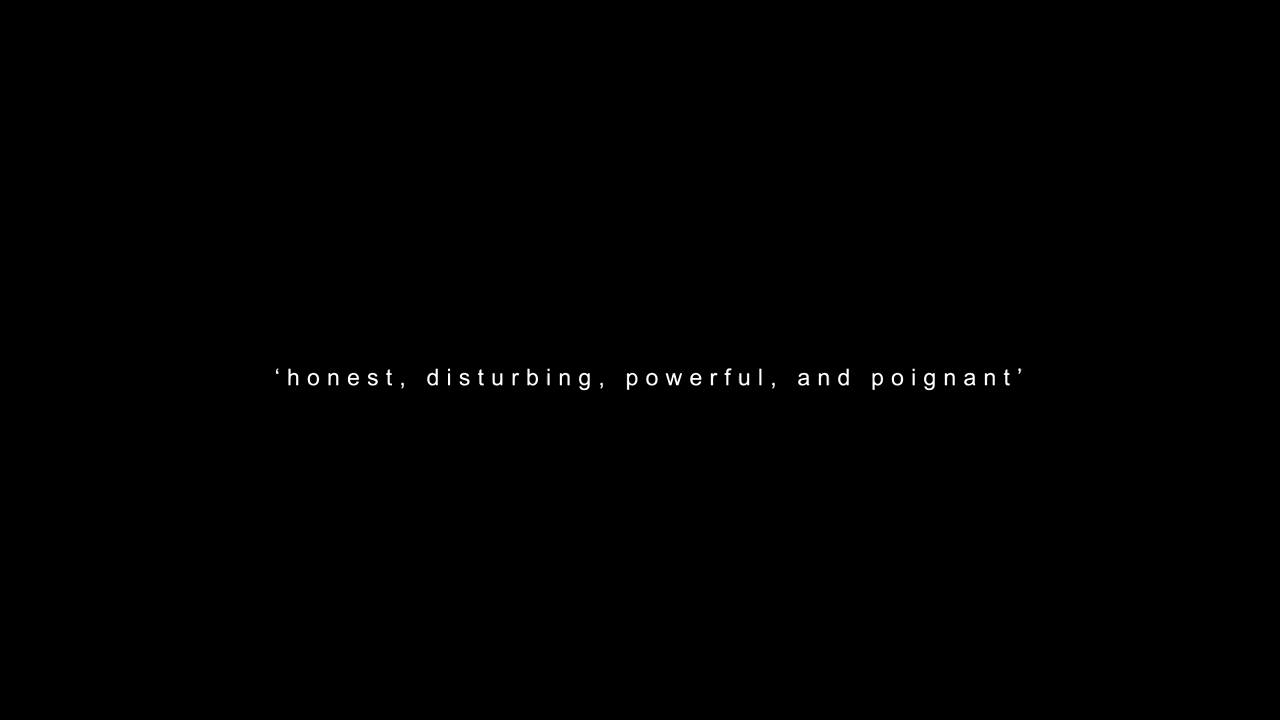 ‘honest, disturbing, powerful, and poignant’